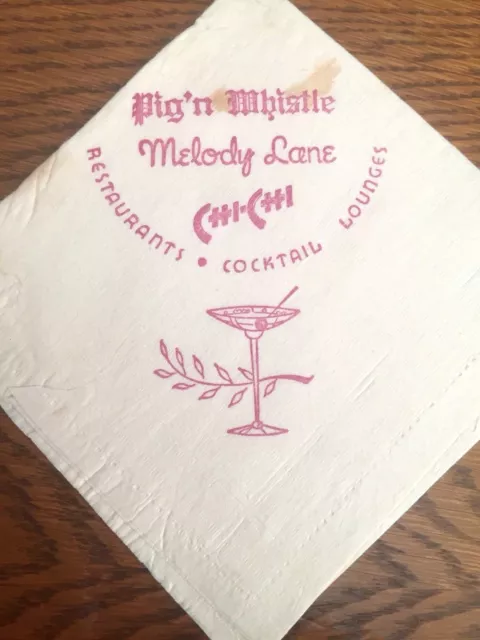 Pig'n Whistle
Melody Lane
CHI-CHI
RESTAURANTS • COCKTAIL LOUNGES